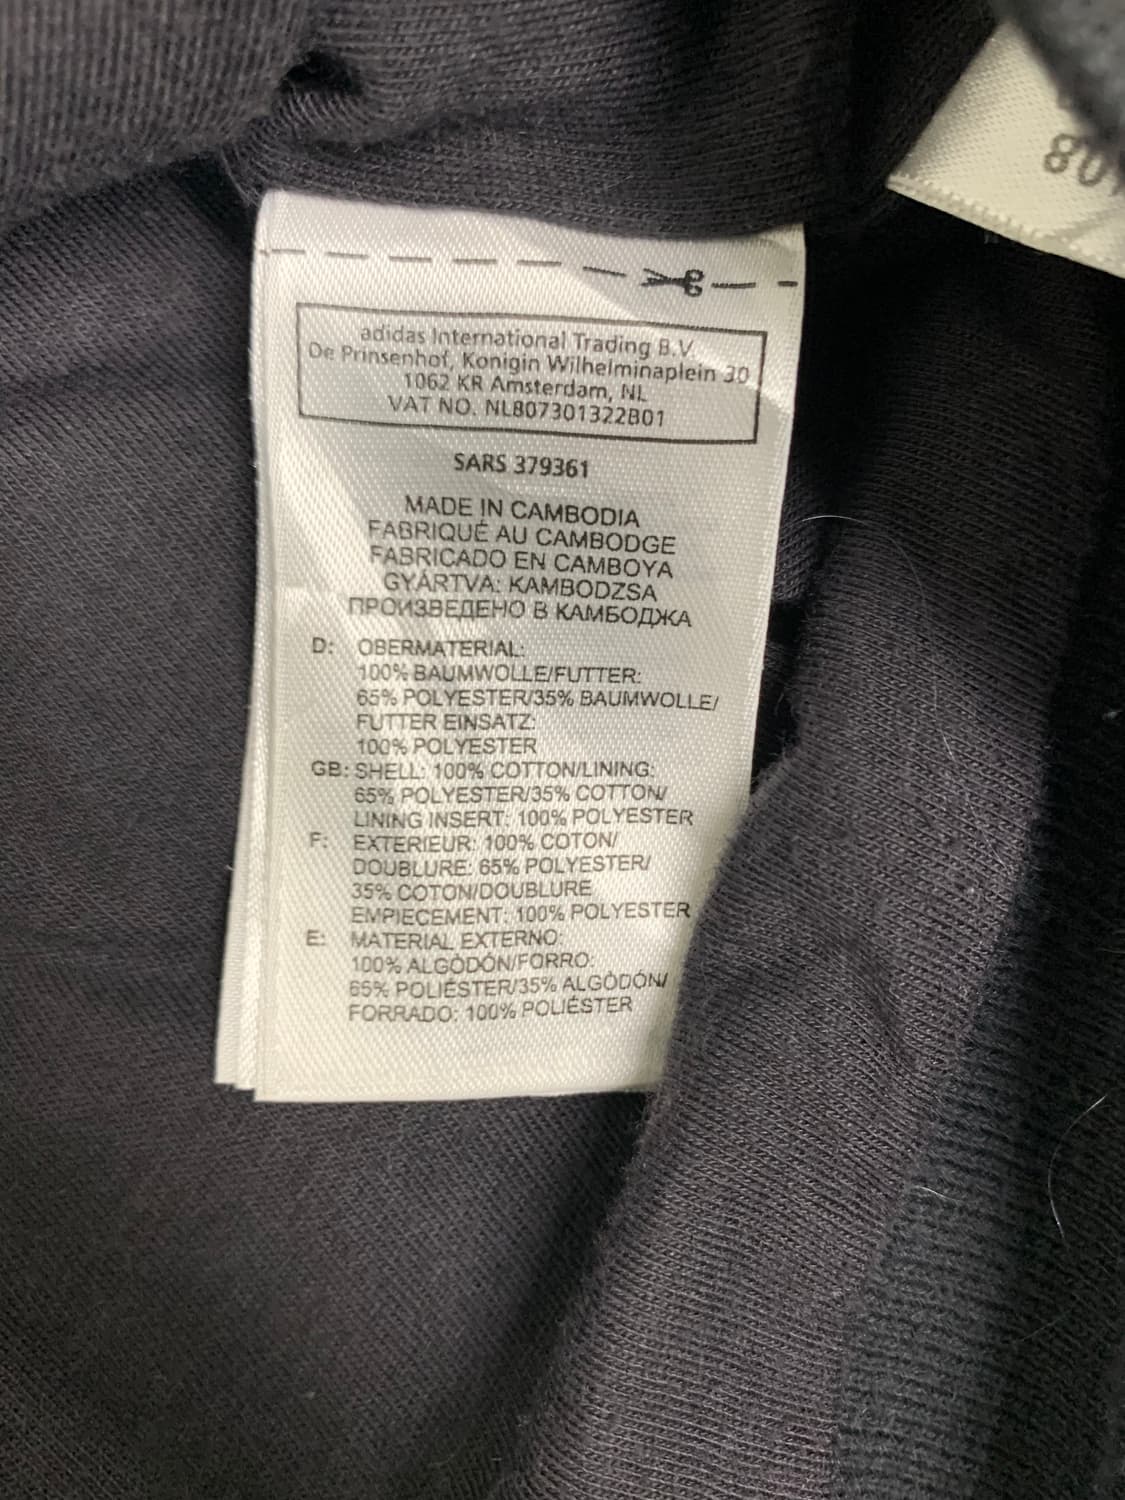 adidas International Trading B.V.
De Prinsenhof, Konigin Wilhelminaplein 30
1062 KR Amsterdam, NL
VAT NO. NL807301322B01
SARS 379361
MADE IN CAMBODIA
FABRIQUÉ AU CAMBODGE
FABRICADO EN CAMBOYA
GYÁRTVA: KAMBODZSA
ПРОИЗВЕДЕНО В КАМБОДЖА
D: OBERMATERIAL:
100% BAUMWOLLE/FUTTER:
65% POLYESTER/35% BAUMWOLLE/
FUTTER EINSATZ:
100% POLYESTER
GB: SHELL: 100% COTTON/LINING:
65% POLYESTER/35% COTTON/
LINING INSERT: 100% POLYESTER
F: EXTERIEUR: 100% COTON/
DOUBLURE: 65% POLYESTER/
35% COTON/DOUBLURE
EMPIECEMENT: 100% POLYESTER
E: MATERIAL EXTERNO:
100% ALGODÓN/FORRO:
65% POLIÉSTER/35% ALGODÓN/
FORRADO: 100% POLIÉSTER